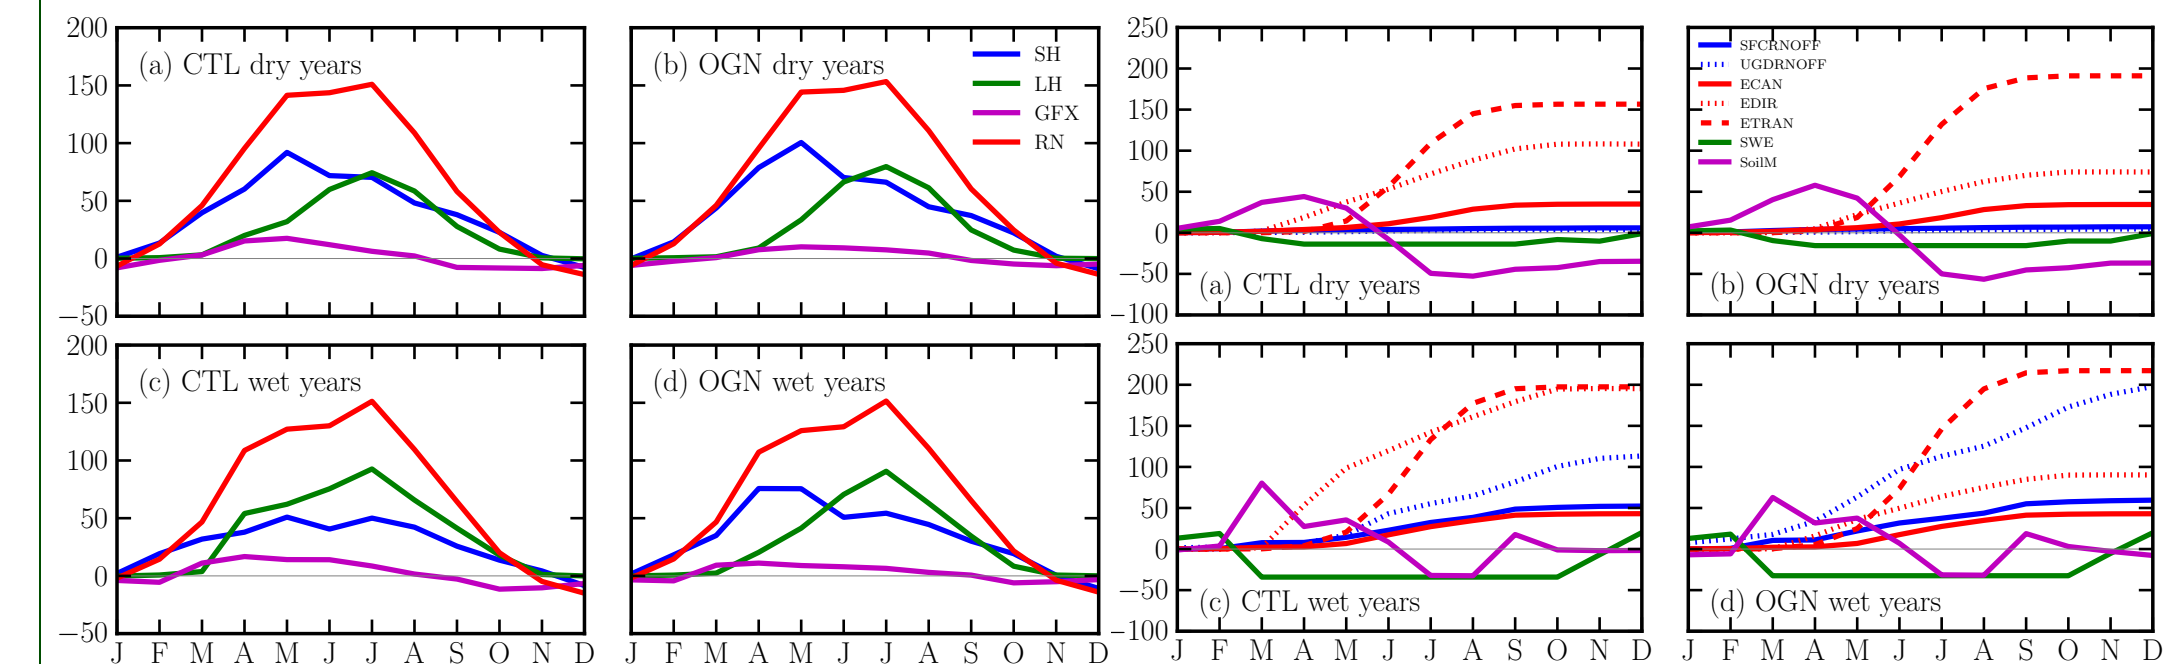 200
150
100
50
0
−50
(a) CTL dry years
(b) OGN dry years
SH
LH
GFX
RN
250
200
150
100
50
0
−50
−100
(a) CTL dry years
SFCRNOFF
UGDRNOFF
ECAN
EDIR
ETRAN
SWE
SoilM
(b) OGN dry years
200
150
100
50
0
−50
(c) CTL wet years
J F M A M J J A S O N D
(d) OGN wet years
J F M A M J J A S O N D
250
200
150
100
50
0
−50
−100
(c) CTL wet years
J F M A M J J A S O N D
(d) OGN wet years
J F M A M J J A S O N D